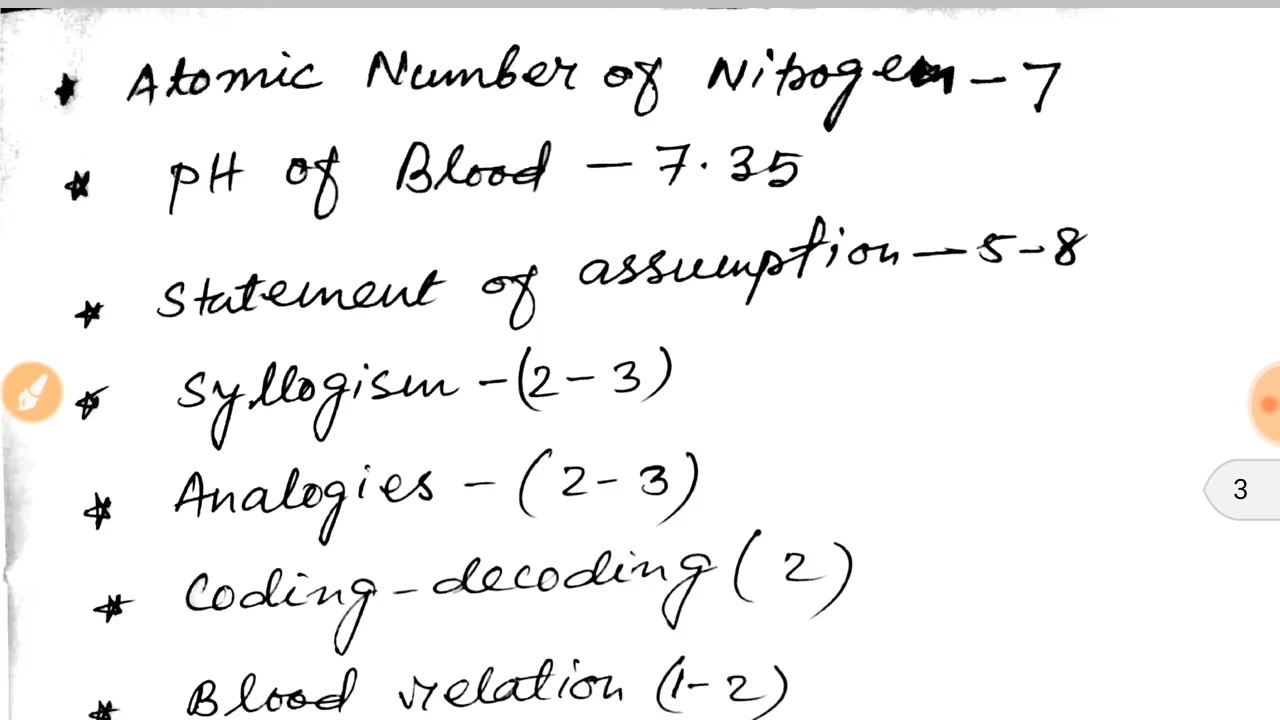 * Atomic Number of Nitrogen - 7
* pH of Blood - 7.35
* Statement of assumption - 5-8
* Syllogism - (2-3)
* Analogies - (2-3)
3
* Coding-decoding (2)
* Blood relation (1-2)